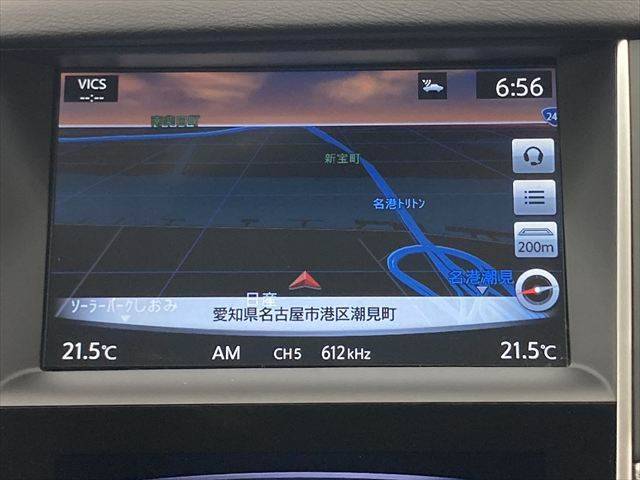 VICS
--:--
6:56
24
新宝町
名港トリトン
200m
名港潮見
日産
ソーラーパークしおみ
愛知県名古屋市港区潮見町
21.5℃
AM CH5 612kHz
21.5℃